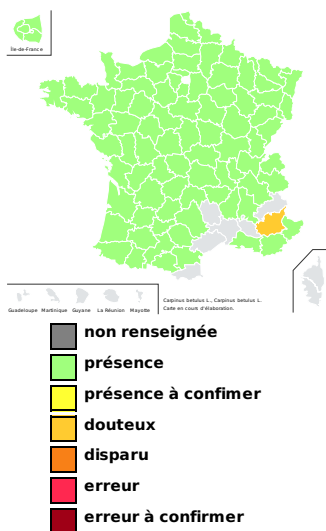 Île-de-France
Carpinus betulus L., Carpinus betulus L.
Carte en cours d'élaboration.
Guadeloupe Martinique Guyane La Réunion Mayotte
non renseignée
présence
présence à confimer
douteux
disparu
erreur
erreur à confirmer